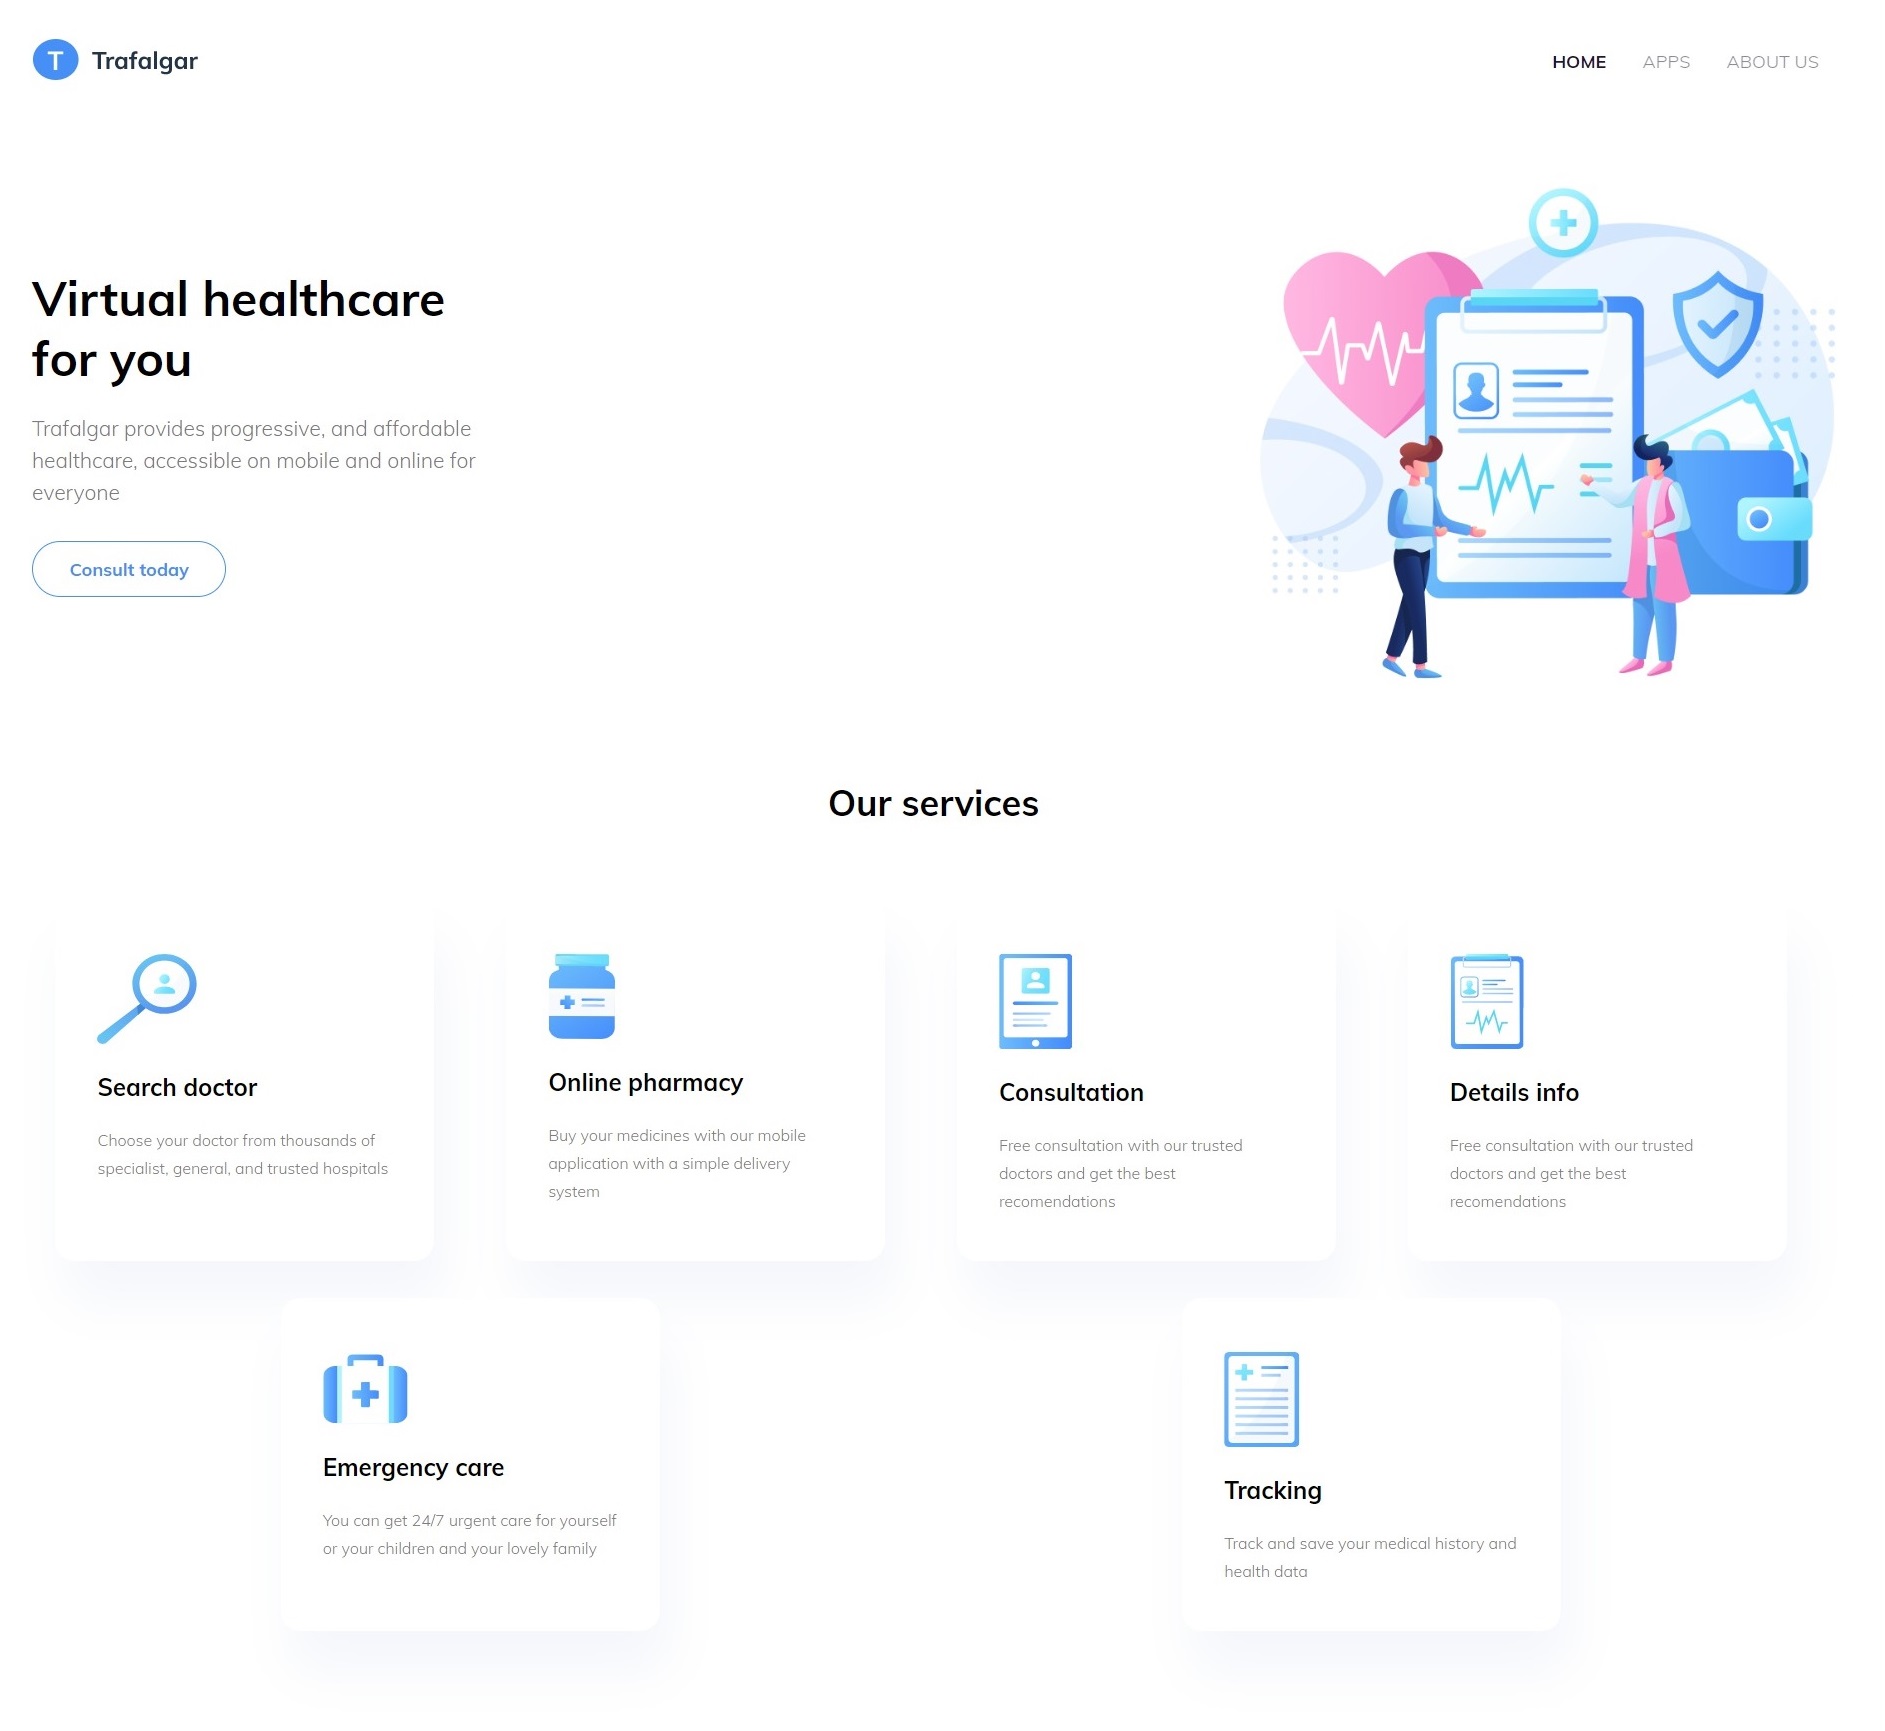 T
Trafalgar
HOME
APPS
ABOUT US
Virtual healthcare
for you
Trafalgar provides progressive, and affordable
healthcare, accessible on mobile and online for
everyone
Consult today
Our services
Search doctor
Choose your doctor from thousands of
specialist, general, and trusted hospitals
Online pharmacy
Buy your medicines with our mobile
application with a simple delivery
system
Consultation
Free consultation with our trusted
doctors and get the best
recomendations
Details info
Free consultation with our trusted
doctors and get the best
recomendations
Emergency care
You can get 24/7 urgent care for yourself
or your children and your lovely family
Tracking
Track and save your medical history and
health data